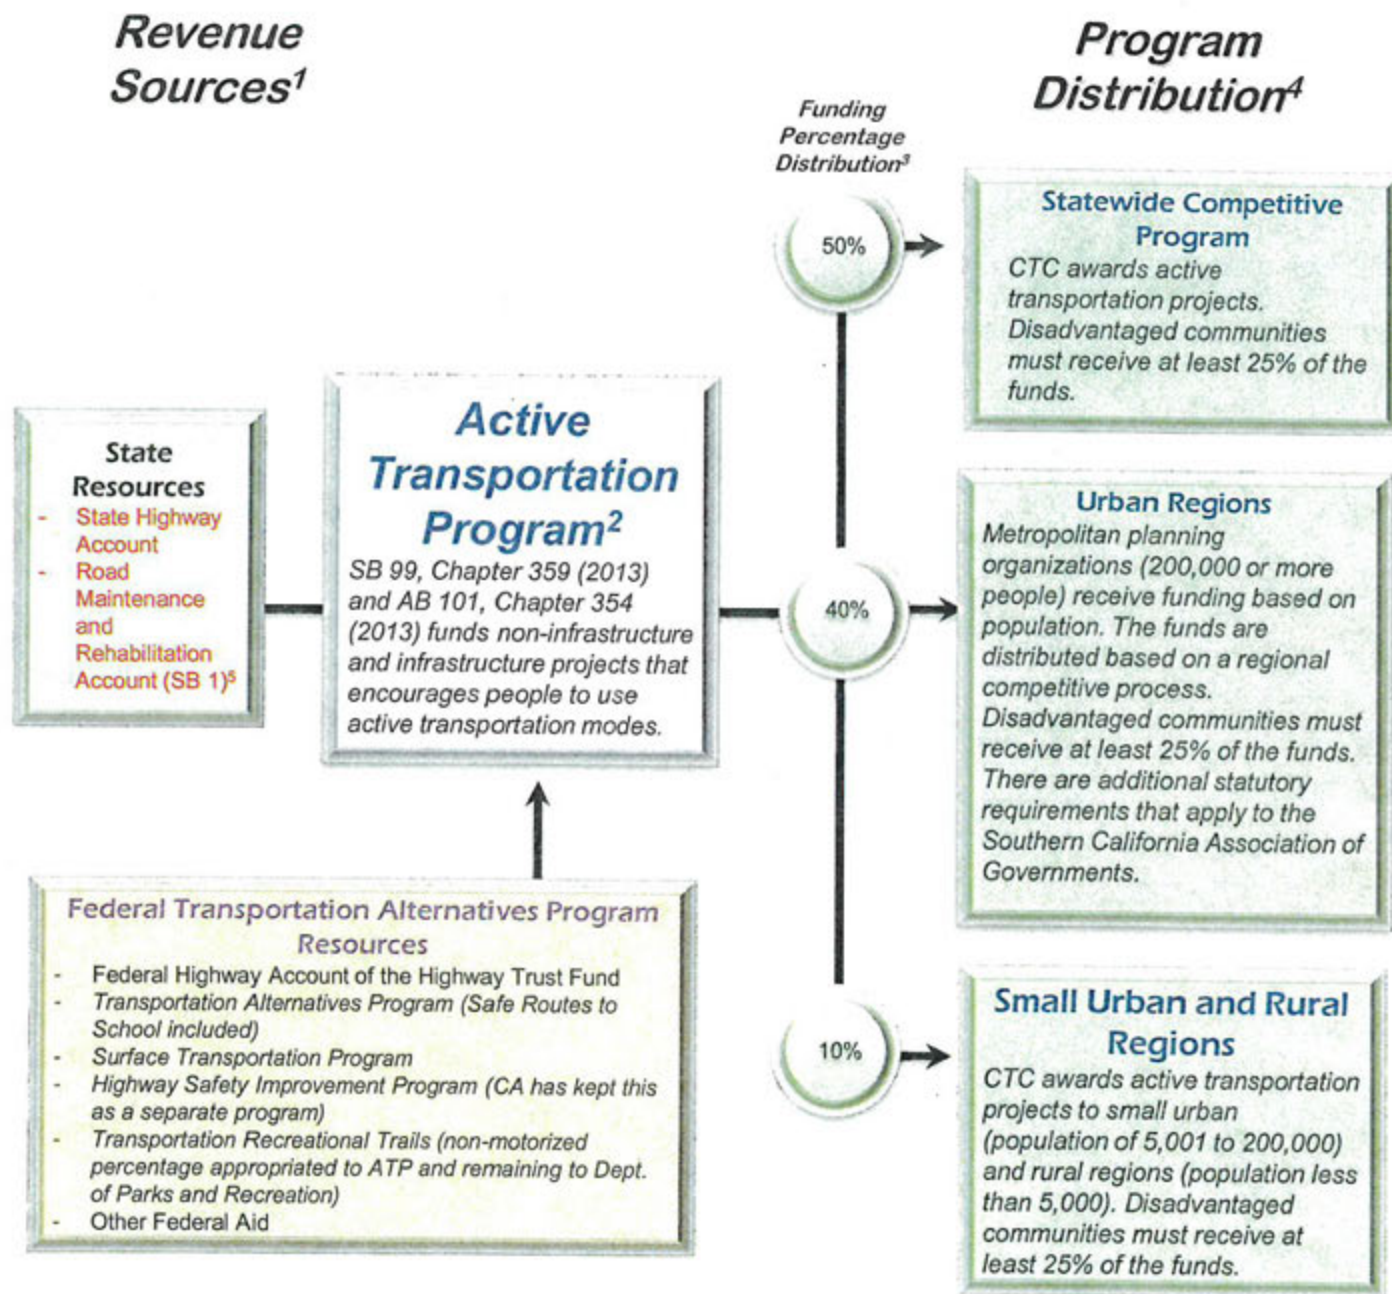 Revenue
Sources¹
Program
Distribution⁴
Funding
Percentage
Distribution³
50%
Statewide Competitive
Program
CTC awards active
transportation projects.
Disadvantaged communities
must receive at least 25% of the
funds.
State
Resources
- State Highway
Account
- Road
Maintenance
and
Rehabilitation
Account (SB 1)⁵
Active
Transportation
Program²
SB 99, Chapter 359 (2013)
and AB 101, Chapter 354
(2013) funds non-infrastructure
and infrastructure projects that
encourages people to use
active transportation modes.
40%
Urban Regions
Metropolitan planning
organizations (200,000 or more
people) receive funding based on
population. The funds are
distributed based on a regional
competitive process.
Disadvantaged communities must
receive at least 25% of the funds.
There are additional statutory
requirements that apply to the
Southern California Association of
Governments.
Federal Transportation Alternatives Program
Resources
- Federal Highway Account of the Highway Trust Fund
- Transportation Alternatives Program (Safe Routes to
School included)
- Surface Transportation Program
- Highway Safety Improvement Program (CA has kept this
as a separate program)
- Transportation Recreational Trails (non-motorized
percentage appropriated to ATP and remaining to Dept.
of Parks and Recreation)
- Other Federal Aid
10%
Small Urban and Rural
Regions
CTC awards active transportation
projects to small urban
(population of 5,001 to 200,000)
and rural regions (population less
than 5,000). Disadvantaged
communities must receive at
least 25% of the funds.